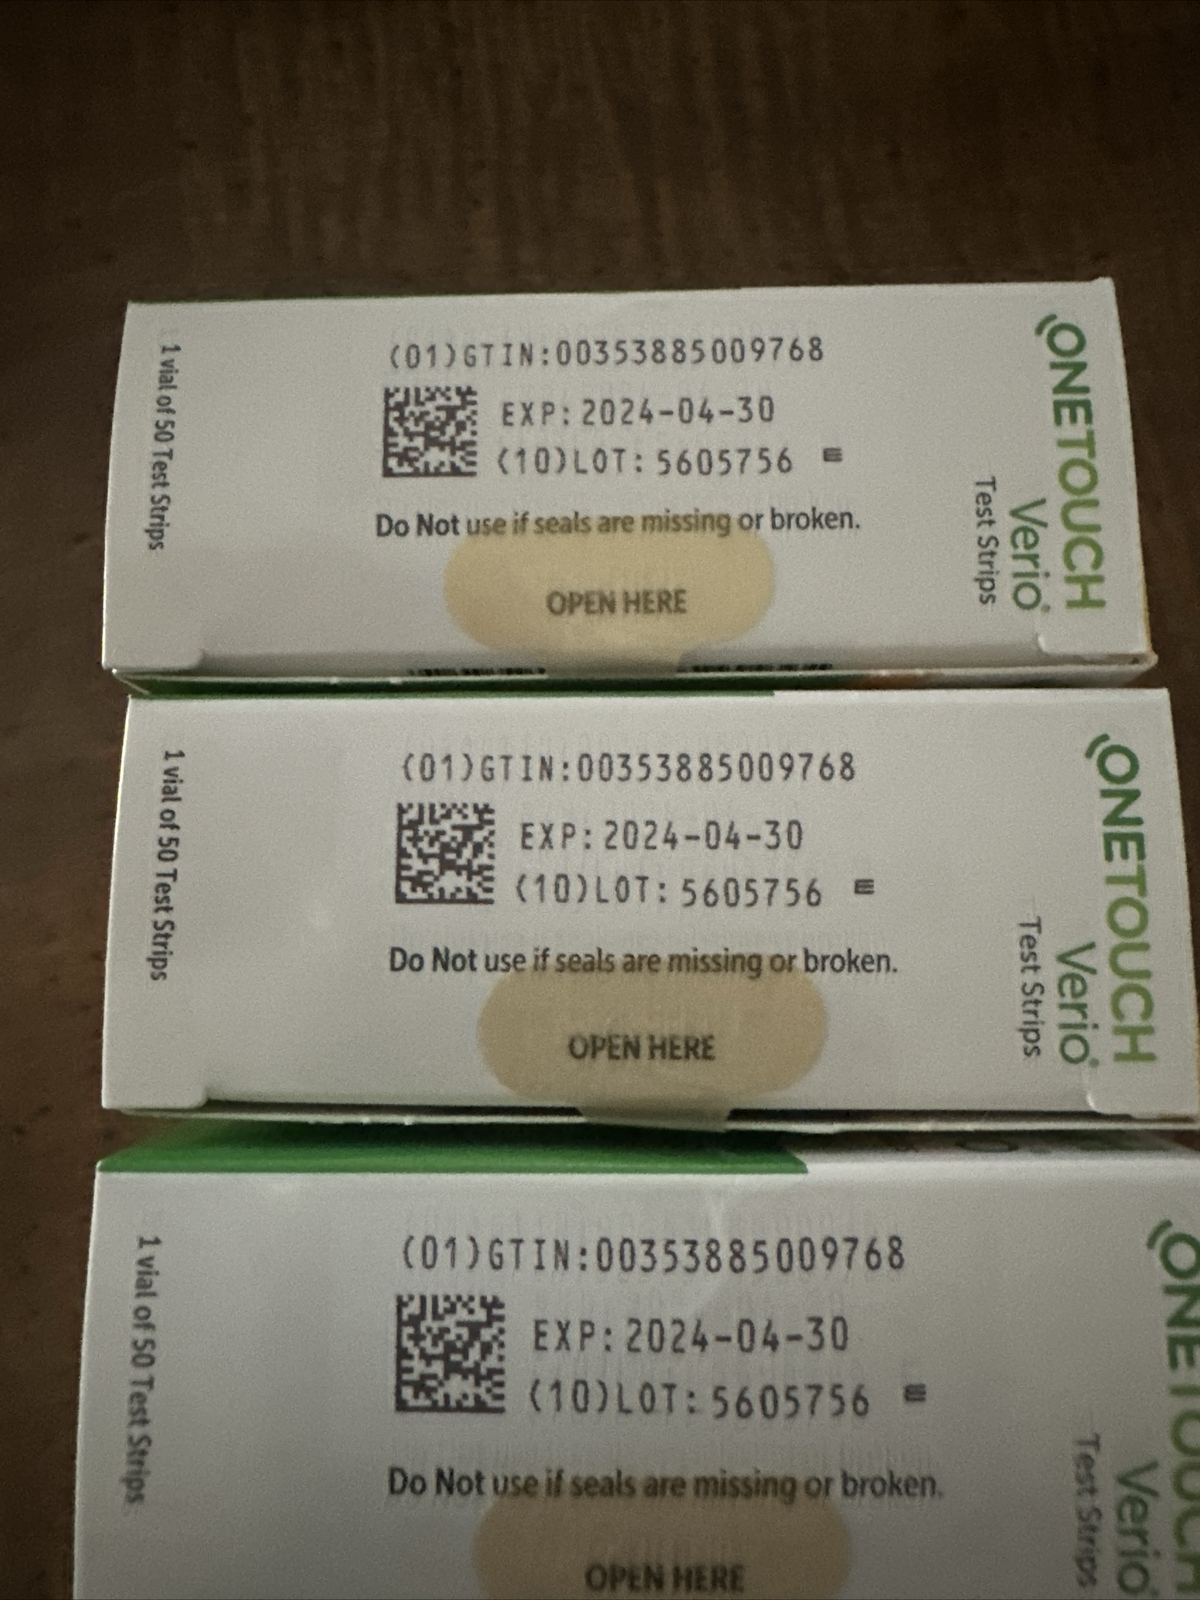 1 vial of 50 Test Strips
(01)GTIN:00353885009768
EXP: 2024-04-30
(10)LOT: 5605756
Do Not use if seals are missing or broken.
OPEN HERE
ONETOUCH
Verio®
Test Strips
1 vial of 50 Test Strips
(01)GTIN:00353885009768
EXP: 2024-04-30
(10)LOT: 5605756
Do Not use if seals are missing or broken.
OPEN HERE
ONETOUCH
Verio®
Test Strips
1 vial of 50 Test Strips
(01)GTIN:00353885009768
EXP: 2024-04-30
(10)LOT: 5605756
Do Not use if seals are missing or broken.
OPEN HERE
ONETOUCH
Verio®
Test Strips